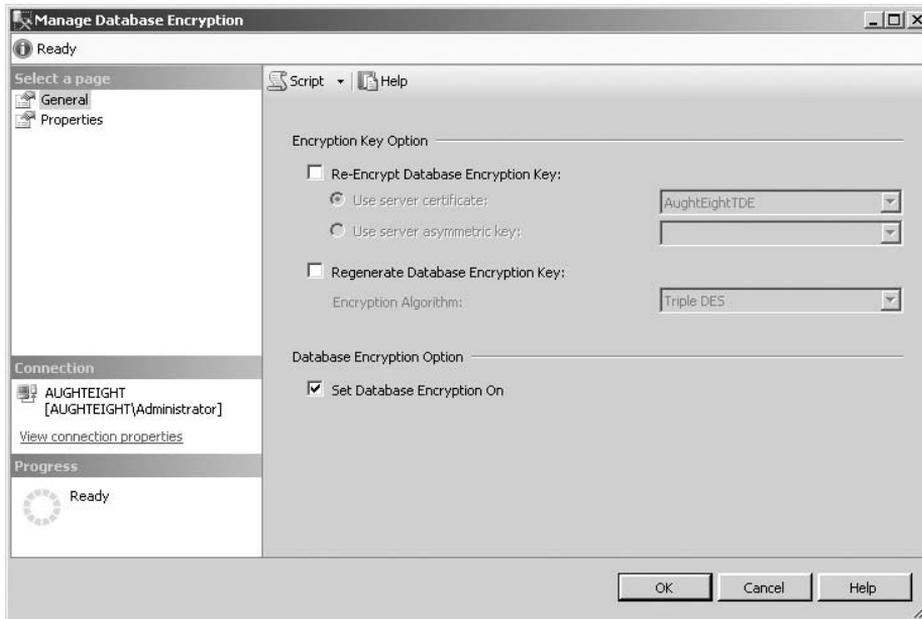 Manage Database Encryption
Ready
Select a page
General
Properties
Script
Help
Encryption Key Option
Re-Encrypt Database Encryption Key:
Use server certificate:
AughtEightTDE
Use server asymmetric key:
Regenerate Database Encryption Key:
Encryption Algorithm:
Triple DES
Database Encryption Option
Set Database Encryption On
Connection
AUGHTEIGHT
[AUGHTEIGHT\Administrator]
View connection properties
Progress
Ready
OK
Cancel
Help